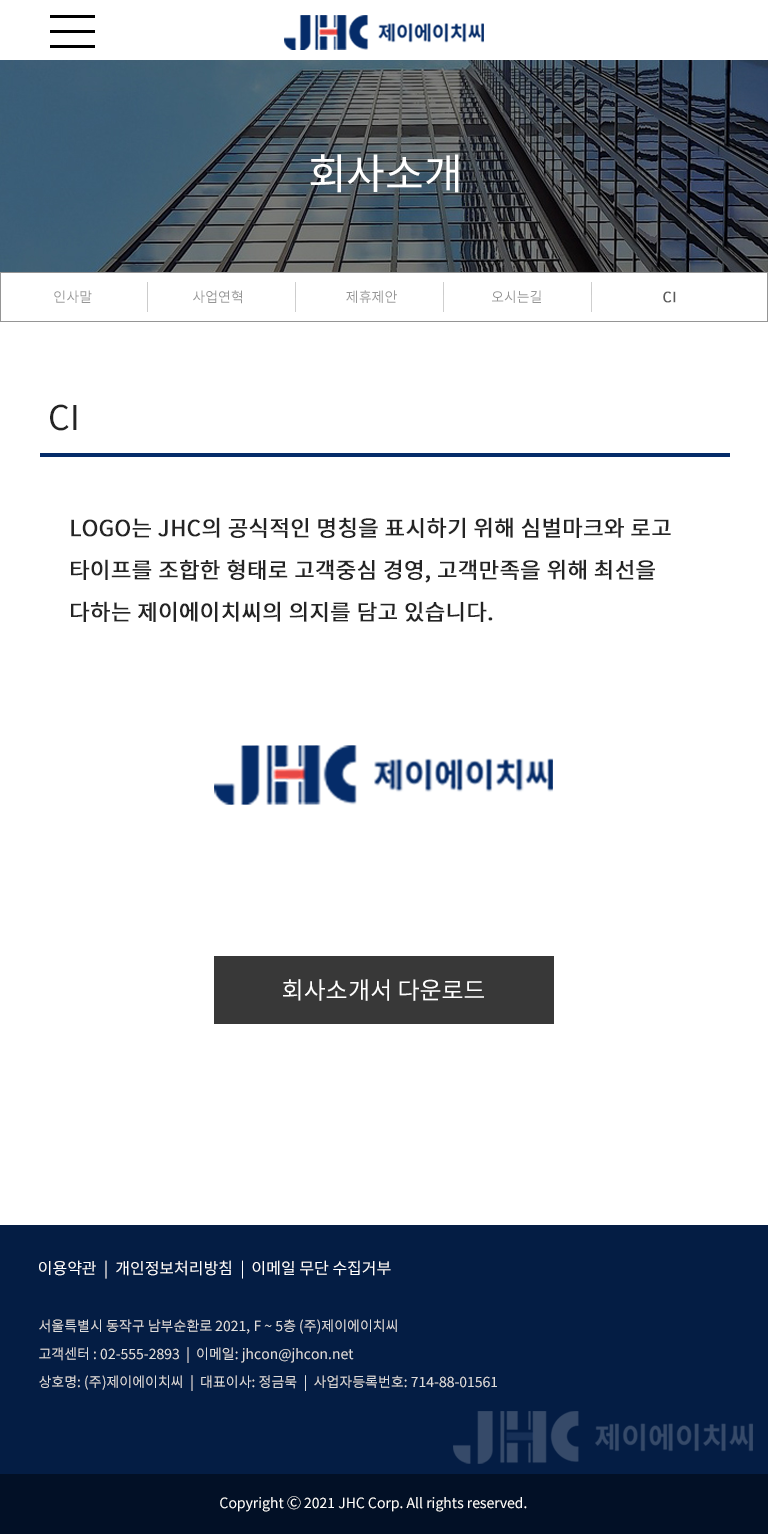 JHC 제이에이치씨
회사소개
인사말 사업연혁 제휴제안 오시는길 CI
CI
LOGO는 JHC의 공식적인 명칭을 표시하기 위해 심벌마크와 로고
타이프를 조합한 형태로 고객중심 경영, 고객만족을 위해 최선을
다하는 제이에이치씨의 의지를 담고 있습니다.
JHC 제이에이치씨
회사소개서 다운로드
이용약관 | 개인정보처리방침 | 이메일 무단 수집거부
서울특별시 동작구 남부순환로 2021, F ~ 5층 (주)제이에이치씨
고객센터 : 02-555-2893 | 이메일: jhcon@jhcon.net
상호명: (주)제이에이치씨 | 대표이사: 정금묵 | 사업자등록번호: 714-88-01561
JHC 제이에이치씨
Copyright ⓒ 2021 JHC Corp. All rights reserved.